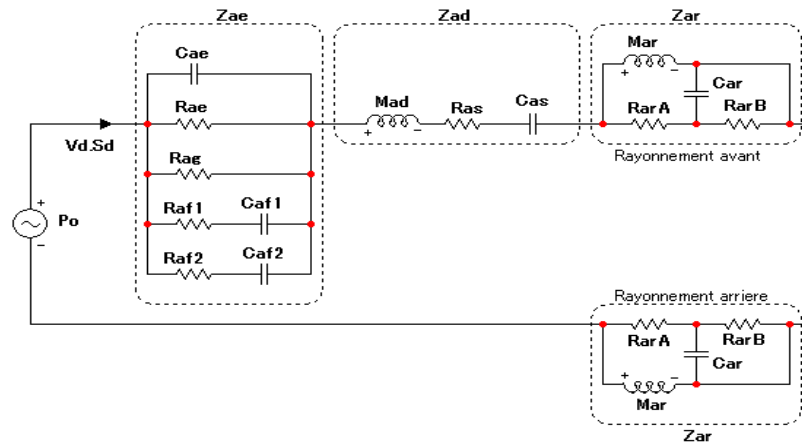 Zae
Zad
Zar
Cae
Mar
Car
Rae
Mad
Ras
Cas
RarA
RarB
+
-
+
-
Vd.Sd
Rag
Rayonnement avant
Raf1
Caf1
+
Po
-
Raf2
Caf2
Rayonnement arriere
RarA
RarB
Car
+
-
Mar
Zar